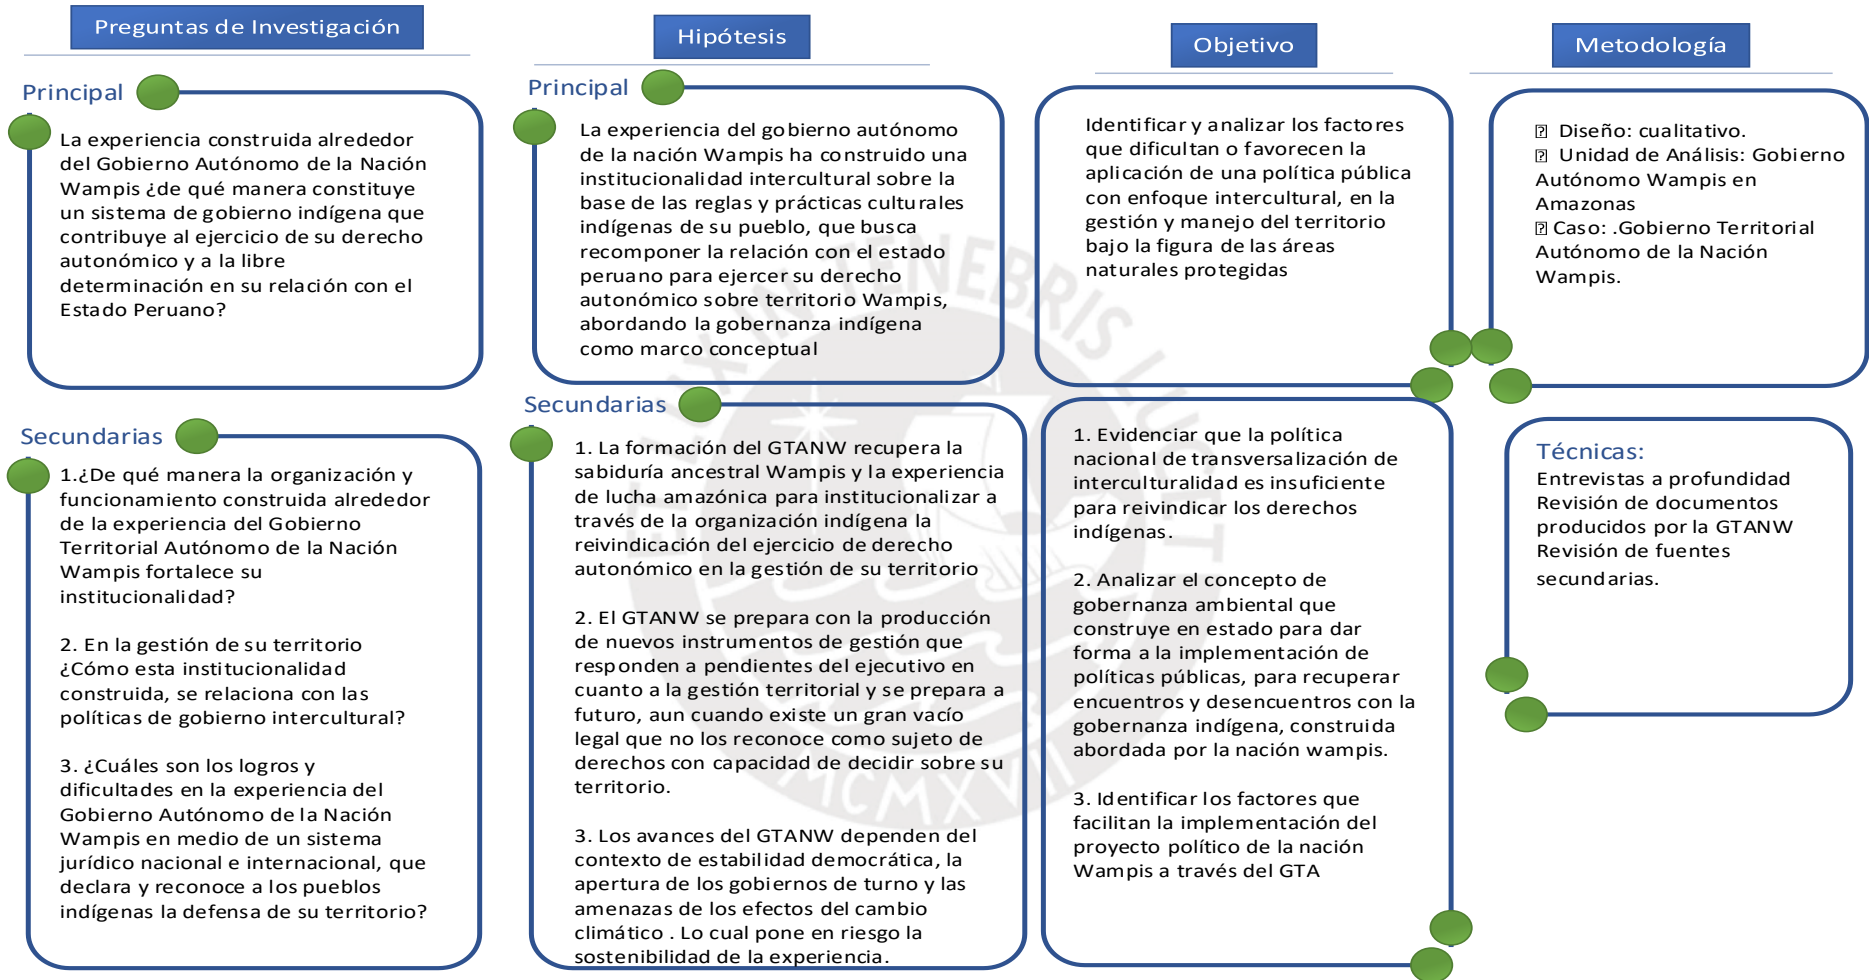 Preguntas de Investigación
Principal
La experiencia construida alrededor
del Gobierno Autónomo de la Nación
Wampis ¿de qué manera constituye
un sistema de gobierno indígena que
contribuye al ejercicio de su derecho
autonómico y a la libre
determinación en su relación con el
Estado Peruano?
Secundarias
1.¿De qué manera la organización y
funcionamiento construida alrededor
de la experiencia del Gobierno
Territorial Autónomo de la Nación
Wampis fortalece su
institucionalidad?
2. En la gestión de su territorio
¿Cómo esta institucionalidad
construida, se relaciona con las
políticas de gobierno intercultural?
3. ¿Cuáles son los logros y
dificultades en la experiencia del
Gobierno Autónomo de la Nación
Wampis en medio de un sistema
jurídico nacional e internacional, que
declara y reconoce a los pueblos
indígenas la defensa de su territorio?
Hipótesis
Principal
La experiencia del gobierno autónomo
de la nación Wampis ha construido una
institucionalidad intercultural sobre la
base de las reglas y prácticas culturales
indígenas de su pueblo, que busca
recomponer la relación con el estado
peruano para ejercer su derecho
autonómico sobre territorio Wampis,
abordando la gobernanza indígena
como marco conceptual
Secundarias
1. La formación del GTANW recupera la
sabiduría ancestral Wampis y la experiencia
de lucha amazónica para institucionalizar a
través de la organización indígena la
reivindicación del ejercicio de derecho
autonómico en la gestión de su territorio
2. El GTANW se prepara con la producción
de nuevos instrumentos de gestión que
responden a pendientes del ejecutivo en
cuanto a la gestión territorial y se prepara a
futuro, aun cuando existe un gran vacío
legal que no los reconoce como sujeto de
derechos con capacidad de decidir sobre su
territorio.
3. Los avances del GTANW dependen del
contexto de estabilidad democrática, la
apertura de los gobiernos de turno y las
amenazas de los efectos del cambio
climático . Lo cual pone en riesgo la
sostenibilidad de la experiencia.
Objetivo
Identificar y analizar los factores
que dificultan o favorecen la
aplicación de una política pública
con enfoque intercultural, en la
gestión y manejo del territorio
bajo la figura de las áreas
naturales protegidas
1. Evidenciar que la política
nacional de transversalización de
interculturalidad es insuficiente
para reivindicar los derechos
indígenas.
2. Analizar el concepto de
gobernanza ambiental que
construye en estado para dar
forma a la implementación de
políticas públicas, para recuperar
encuentros y desencuentros con la
gobernanza indígena, construida
abordada por la nación wampis.
3. Identificar los factores que
facilitan la implementación del
proyecto político de la nación
Wampis a través del GTA
Metodología
Diseño: cualitativo.
Unidad de Análisis: Gobierno
Autónomo Wampis en
Amazonas
Caso: .Gobierno Territorial
Autónomo de la Nación
Wampis.
Técnicas:
Entrevistas a profundidad
Revisión de documentos
producidos por la GTANW
Revisión de fuentes
secundarias.
ET LUX IN TENEBRIS LUCET
MCMXVII